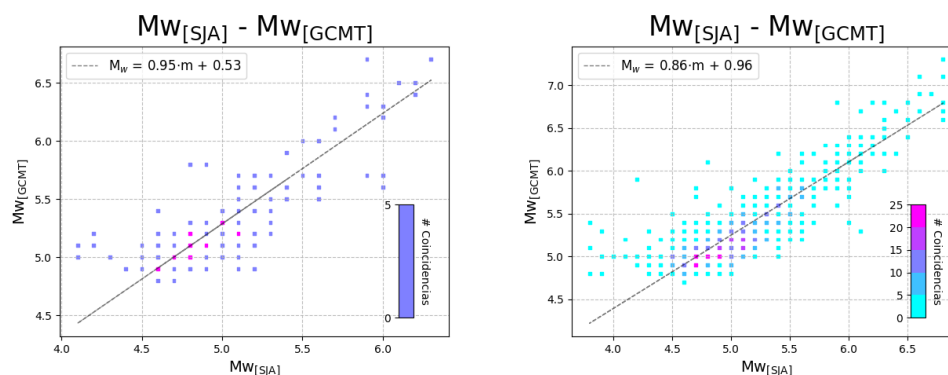 Mw[SJA] - Mw[GCMT]
M_w = 0.95·m + 0.53
6.5
6.0
5.5
5.0
4.5
Mw[GCMT]
4.0 4.5 5.0 5.5 6.0
Mw[SJA]
5
0
# Coincidencias
Mw[SJA] - Mw[GCMT]
M_w = 0.86·m + 0.96
7.0
6.5
6.0
5.5
5.0
4.5
Mw[GCMT]
4.0 4.5 5.0 5.5 6.0 6.5
Mw[SJA]
25
20
15
10
5
0
# Coincidencias